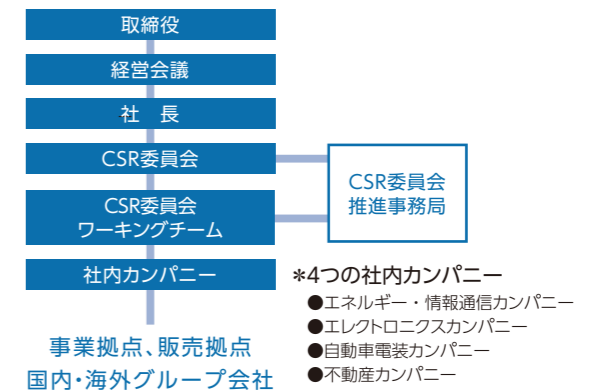 取締役
経営会議
社　長
CSR委員会
CSR委員会
推進事務局
CSR委員会
ワーキングチーム
社内カンパニー
事業拠点、販売拠点
国内・海外グループ会社
*4つの社内カンパニー
●エネルギー・情報通信カンパニー
●エレクトロニクスカンパニー
●自動車電装カンパニー
●不動産カンパニー